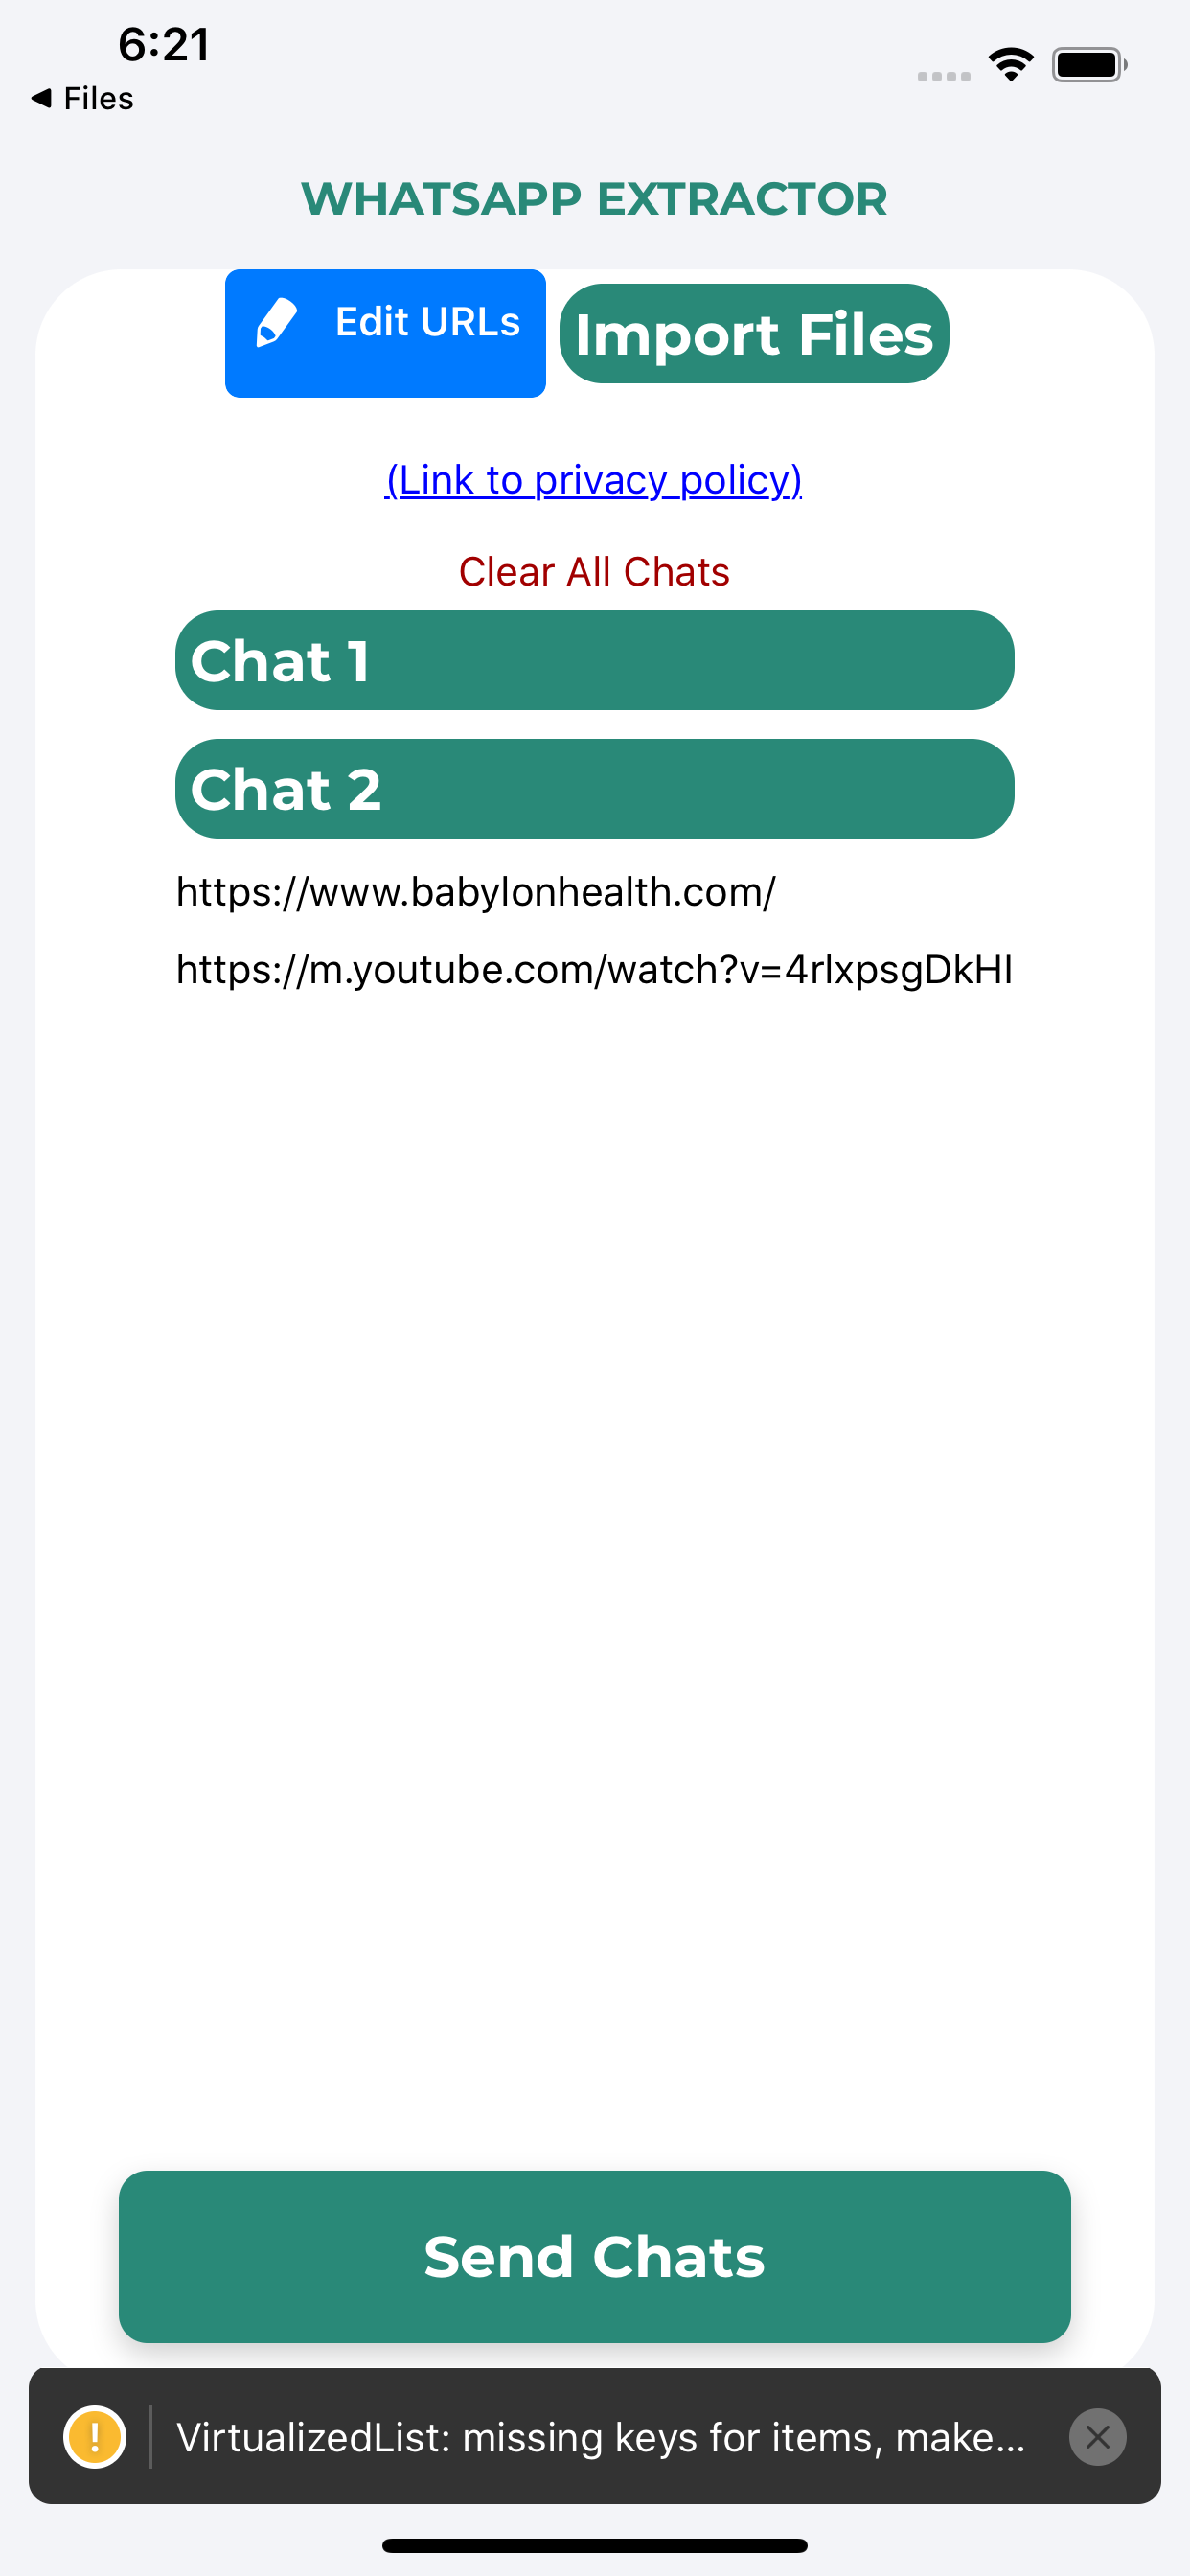 6:21
Files
WHATSAPP EXTRACTOR
Edit URLs
Import Files
(Link to privacy policy)
Clear All Chats
Chat 1
Chat 2
https://www.babylonhealth.com/
https://m.youtube.com/watch?v=4rlxpsgDkHI
Send Chats
VirtualizedList: missing keys for items, make...